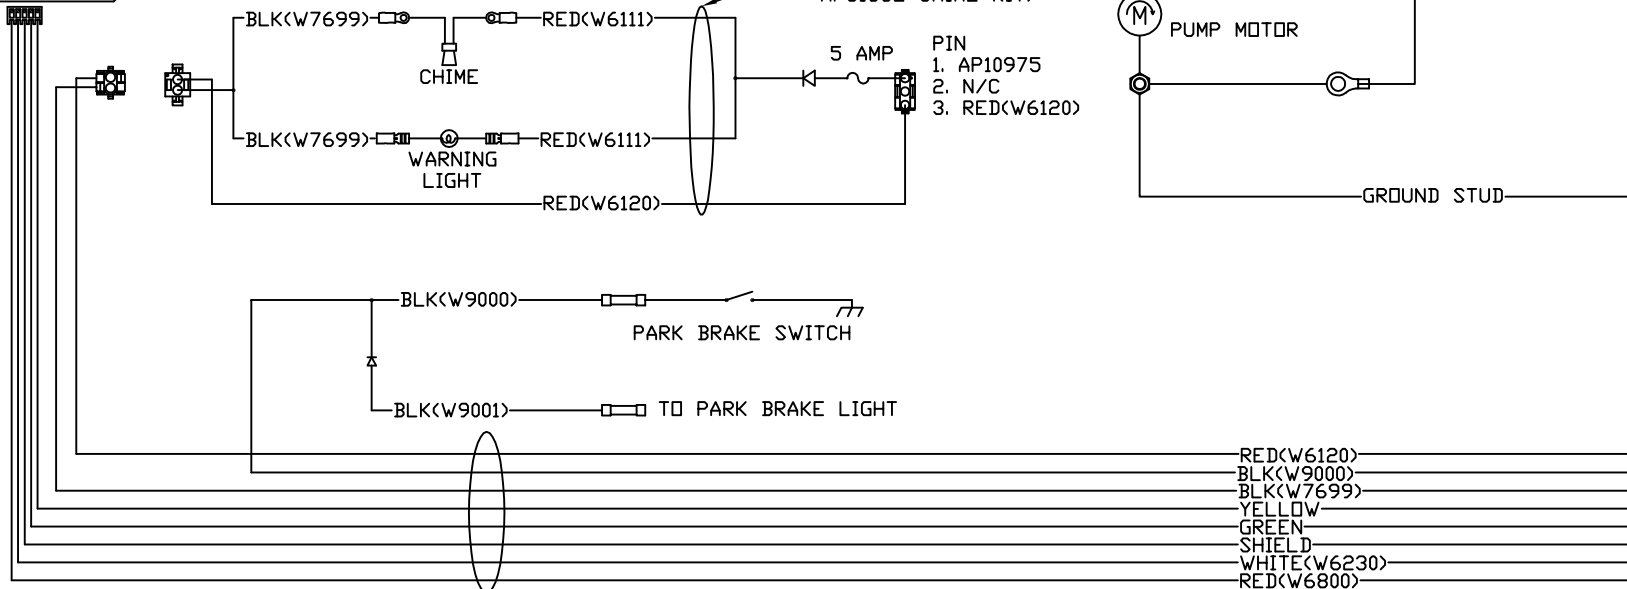 BLK(W7699)
RED(W6111)
CHIME
5 AMP
PIN
1. AP10975
2. N/C
3. RED(W6120)
M
PUMP MOTOR
BLK(W7699)
RED(W6111)
WARNING
LIGHT
RED(W6120)
GROUND STUD
BLK(W9000)
PARK BRAKE SWITCH
BLK(W9001)
TO PARK BRAKE LIGHT
RED(W6120)
BLK(W9000)
BLK(W7699)
YELLOW
GREEN
SHIELD
WHITE(W6230)
RED(W6800)